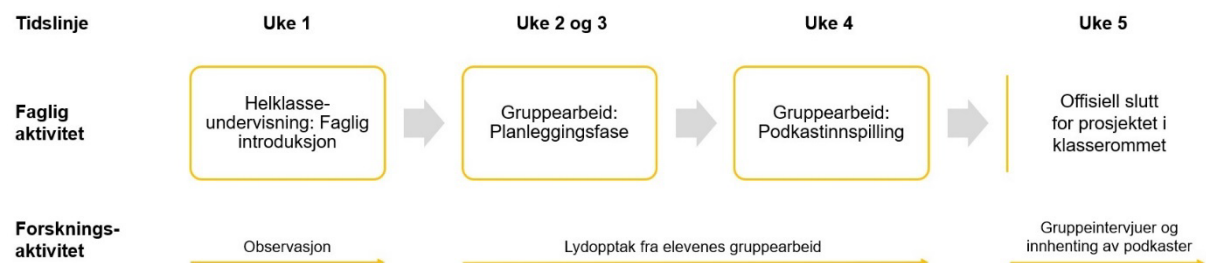 Tidslinje
Uke 1
Uke 2 og 3
Uke 4
Uke 5
Faglig
aktivitet
Helklasse-
undervisning: Faglig
introduksjon
Gruppearbeid:
Planleggingsfase
Gruppearbeid:
Podkastinnspilling
Offisiell slutt
for prosjektet i
klasserommet
Forsknings-
aktivitet
Observasjon
Lydopptak fra elevenes gruppearbeid
Gruppeintervjuer og
innhenting av podkaster